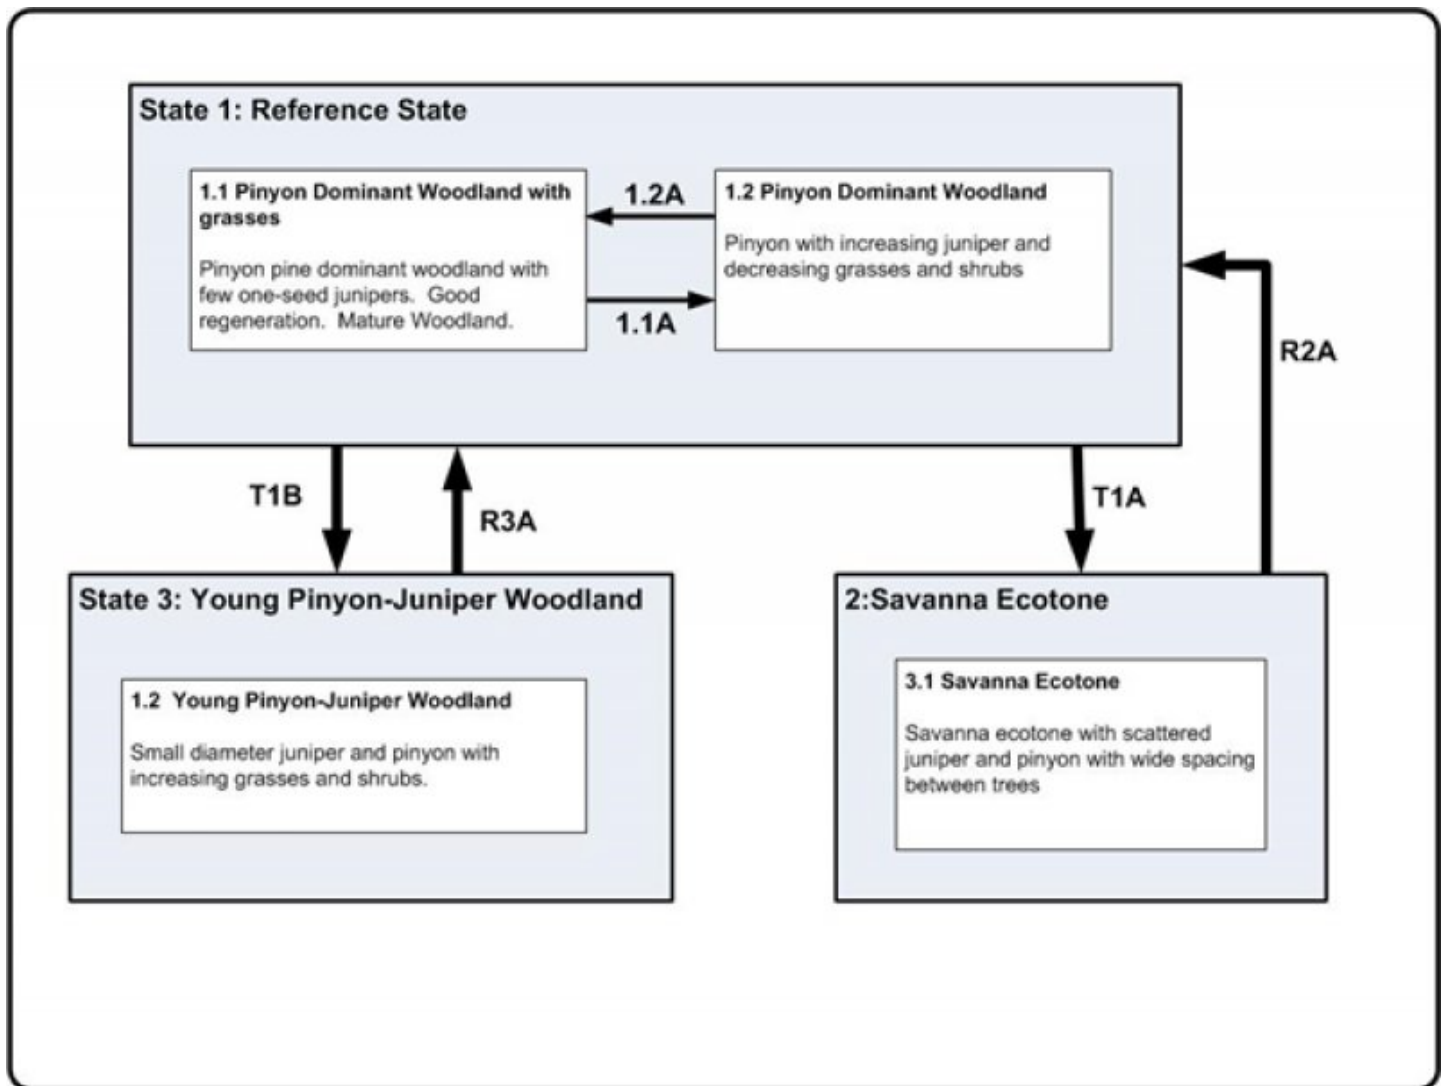 State 1: Reference State
1.1 Pinyon Dominant Woodland with
grasses
Pinyon pine dominant woodland with
few one-seed junipers.  Good
regeneration.  Mature Woodland.
1.2A
1.1A
1.2 Pinyon Dominant Woodland
Pinyon with increasing juniper and
decreasing grasses and shrubs
R2A
T1B
R3A
T1A
State 3: Young Pinyon-Juniper Woodland
1.2  Young Pinyon-Juniper Woodland
Small diameter juniper and pinyon with
increasing grasses and shrubs.
2:Savanna Ecotone
3.1 Savanna Ecotone
Savanna ecotone with scattered
juniper and pinyon with wide spacing
between trees